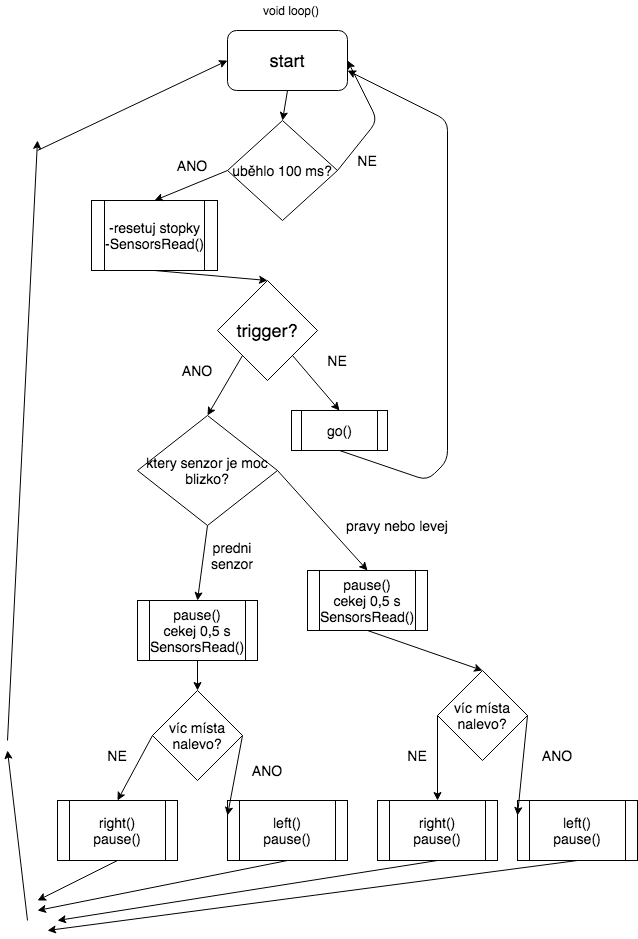 void loop()
start
uběhlo 100 ms?
ANO
NE
-resetuj stopky
-SensorsRead()
trigger?
ANO
NE
go()
ktery senzor je moc
blizko?
predni
senzor
pravy nebo levej
pause()
cekej 0,5 s
SensorsRead()
pause()
cekej 0,5 s
SensorsRead()
víc místa
nalevo?
NE
ANO
víc místa
nalevo?
NE
ANO
right()
pause()
left()
pause()
right()
pause()
left()
pause()